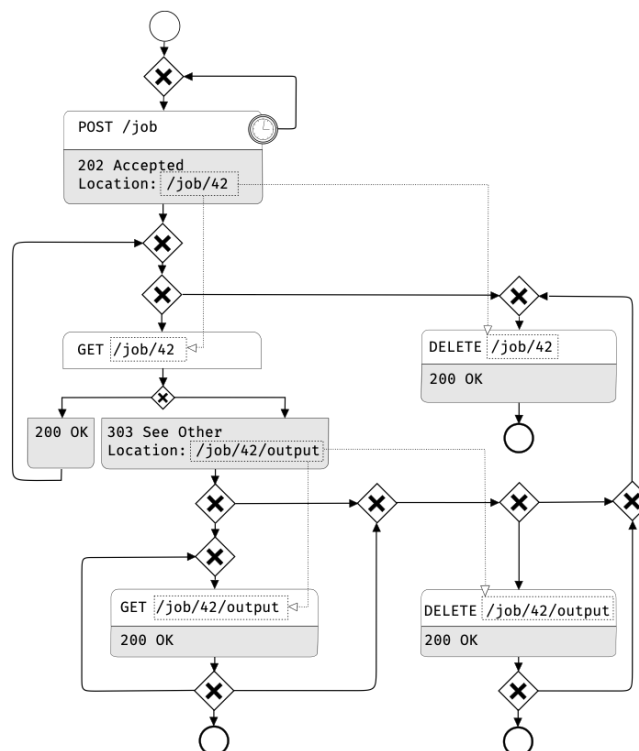 POST /job
202 Accepted
Location: /job/42
GET /job/42
DELETE /job/42
200 OK
200 OK
303 See Other
Location: /job/42/output
GET /job/42/output
200 OK
DELETE /job/42/output
200 OK